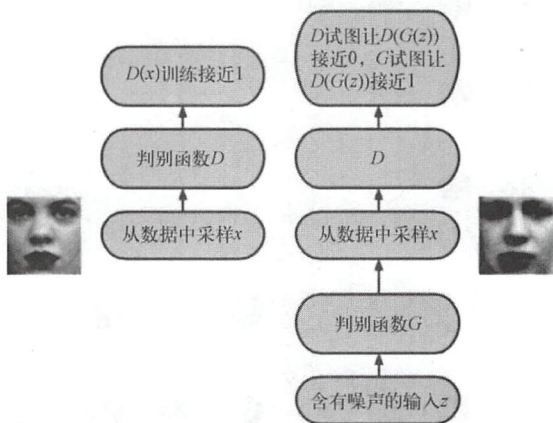 D(x)训练接近1
判别函数D
从数据中采样x
D试图让D(G(z))
接近0，G试图让
D(G(z))接近1
D
从数据中采样x
判别函数G
含有噪声的输入z